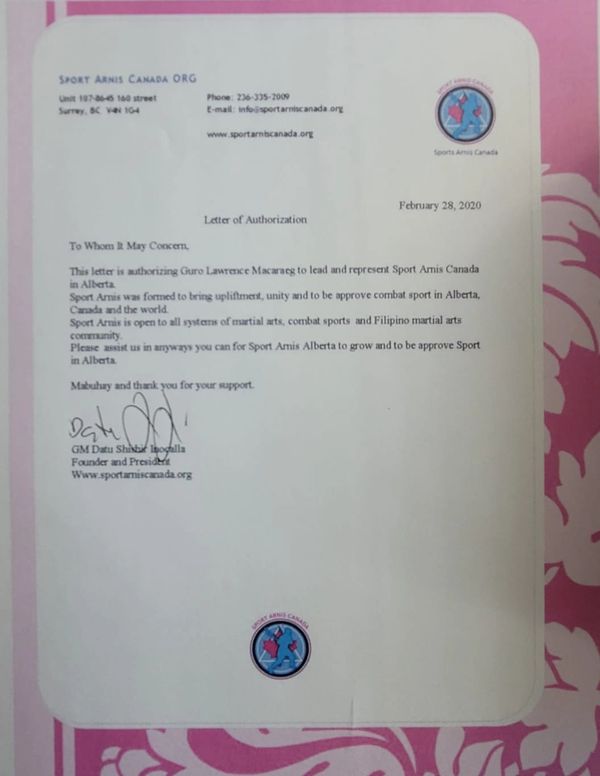 SPORT ARNIS CANADA ORG
Unit 107-8645 160 street
Surrey, BC V4N 1G4
Phone: 236-335-2009
E-mail: info@sportarniscanada.org
www.sportarniscanada.org
SPORT ARNIS CANADA
Sports Arnis Canada
February 28, 2020
Letter of Authorization
To Whom It May Concern,
This letter is authorizing Guro Lawrence Macaraeg to lead and represent Sport Arnis Canada
in Alberta.
Sport Arnis was formed to bring upliftment, unity and to be approve combat sport in Alberta,
Canada and the world.
Sport Arnis is open to all systems of martial arts, combat sports and Filipino martial arts
community.
Please assist us in anyways you can for Sport Arnis Alberta to grow and to be approve Sport
in Alberta.
Mabuhay and thank you for your support.
Datu
GM Datu Shishir Inocalla
Founder and President
Www.sportarniscanada.org
SPORT ARNIS CANADA